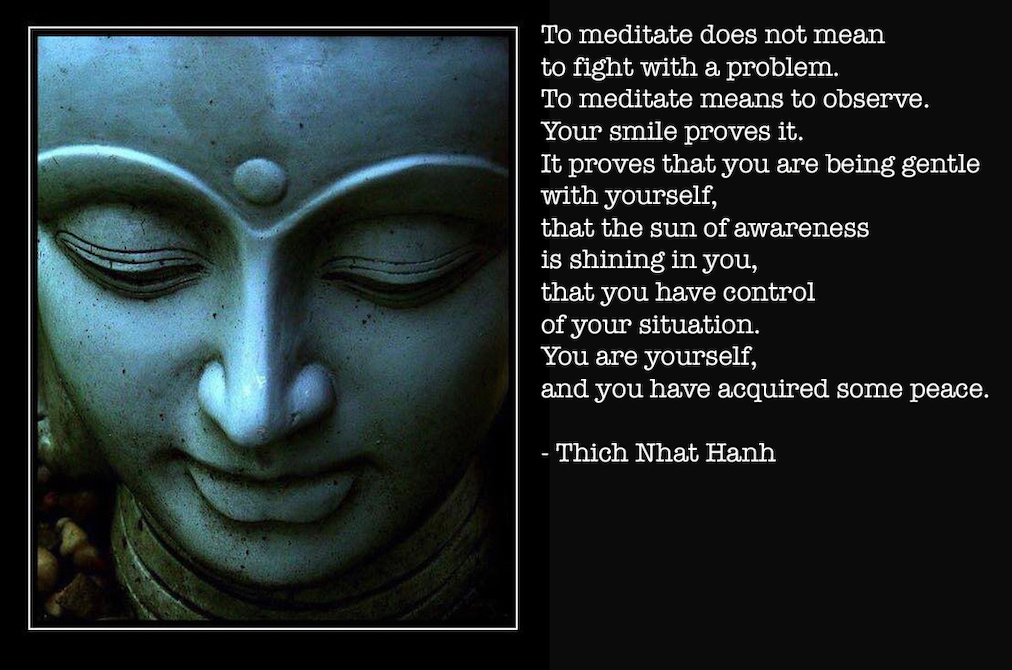 To meditate does not mean
to fight with a problem.
To meditate means to observe.
Your smile proves it.
It proves that you are being gentle
with yourself,
that the sun of awareness
is shining in you,
that you have control
of your situation.
You are yourself,
and you have acquired some peace.
- Thich Nhat Hanh